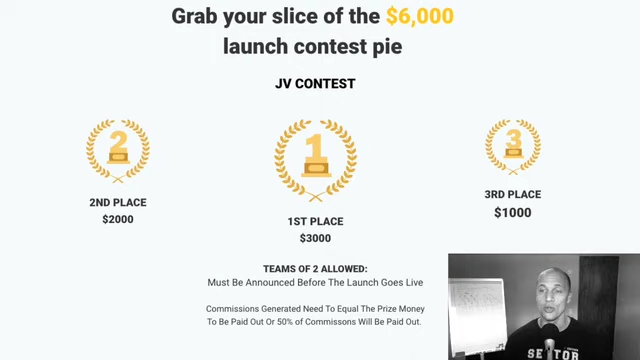 Grab your slice of the $6,000
launch contest pie
JV CONTEST
2
1
3
2ND PLACE
$2000
1ST PLACE
$3000
3RD PLACE
$1000
TEAMS OF 2 ALLOWED:
Must Be Announced Before The Launch Goes Live
Commissions Generated Need To Equal The Prize Money
To Be Paid Out Or 50% of Commissons Will Be Paid Out.